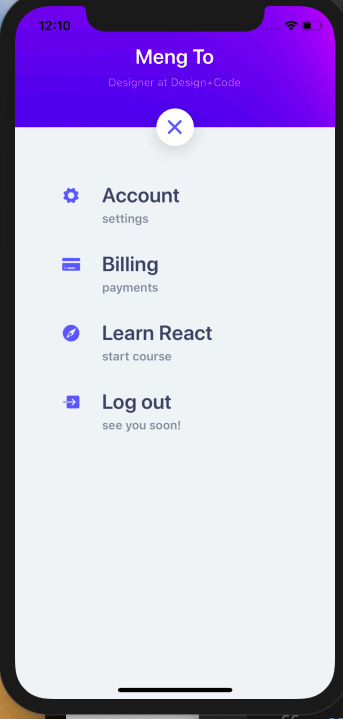 12:10
Meng To
Designer at Design+Code
Account
settings
Billing
payments
Learn React
start course
Log out
see you soon!